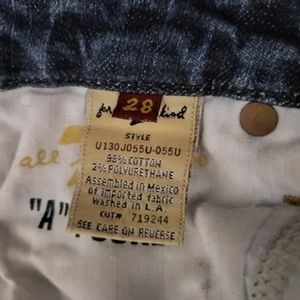 for 28 kind
STYLE
U130J055U-055U
98% COTTON
2% POLYURETHANE
Assembled in Mexico
of imported fabric
Washed in L.A
CUT# 719244
SEE CARE ON REVERSE
all
"A"